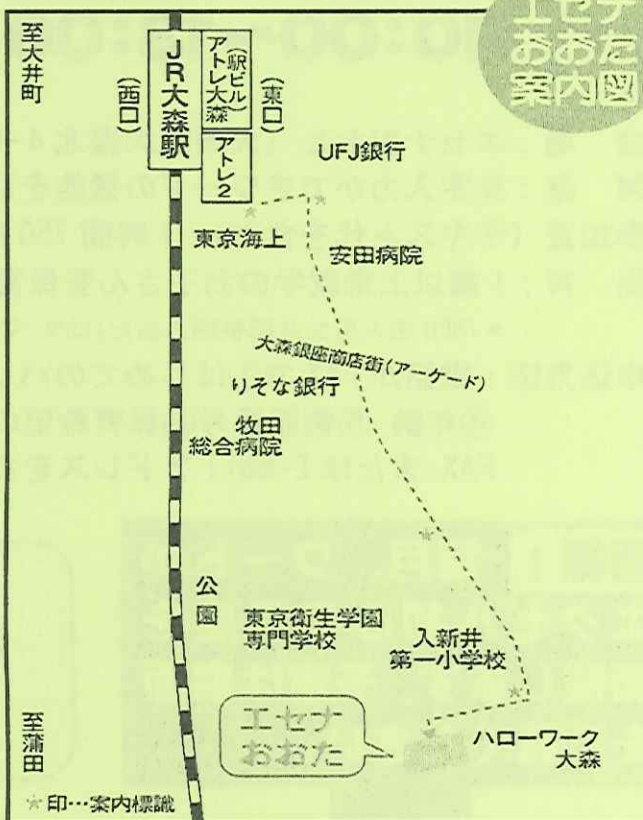 エセナ
おおた
案内図
至大井町
JR大森駅
(西口)
アトレ大森
(駅ビル)
(東口)
アトレ2
UFJ銀行
東京海上
安田病院
大森銀座商店街(アーケード)
りそな銀行
牧田
総合病院
公園
東京衛生学園
専門学校
入新井
第一小学校
エセナ
おおた
ハローワーク
大森
至蒲田
☆印…案内標識